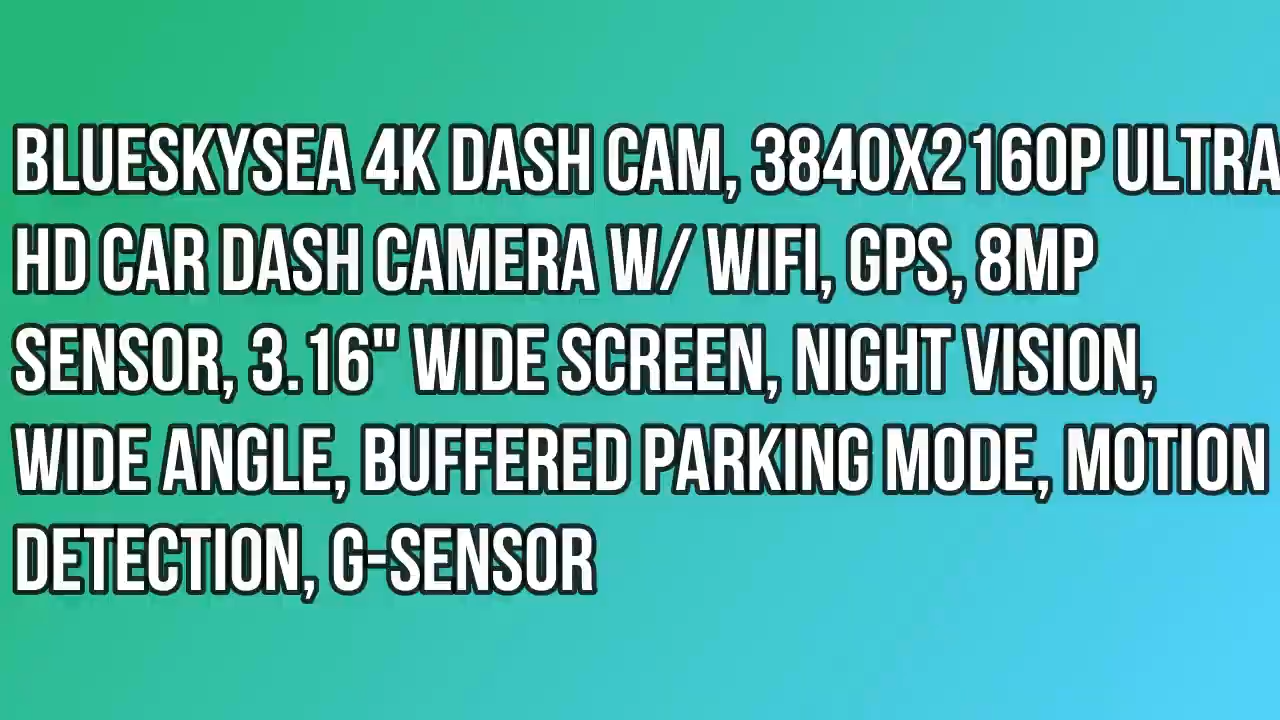 BLUESKYSEA 4K DASH CAM, 3840X2160P ULTRA
HD CAR DASH CAMERA W/ WIFI, GPS, 8MP
SENSOR, 3.16" WIDE SCREEN, NIGHT VISION,
WIDE ANGLE, BUFFERED PARKING MODE, MOTION
DETECTION, G-SENSOR